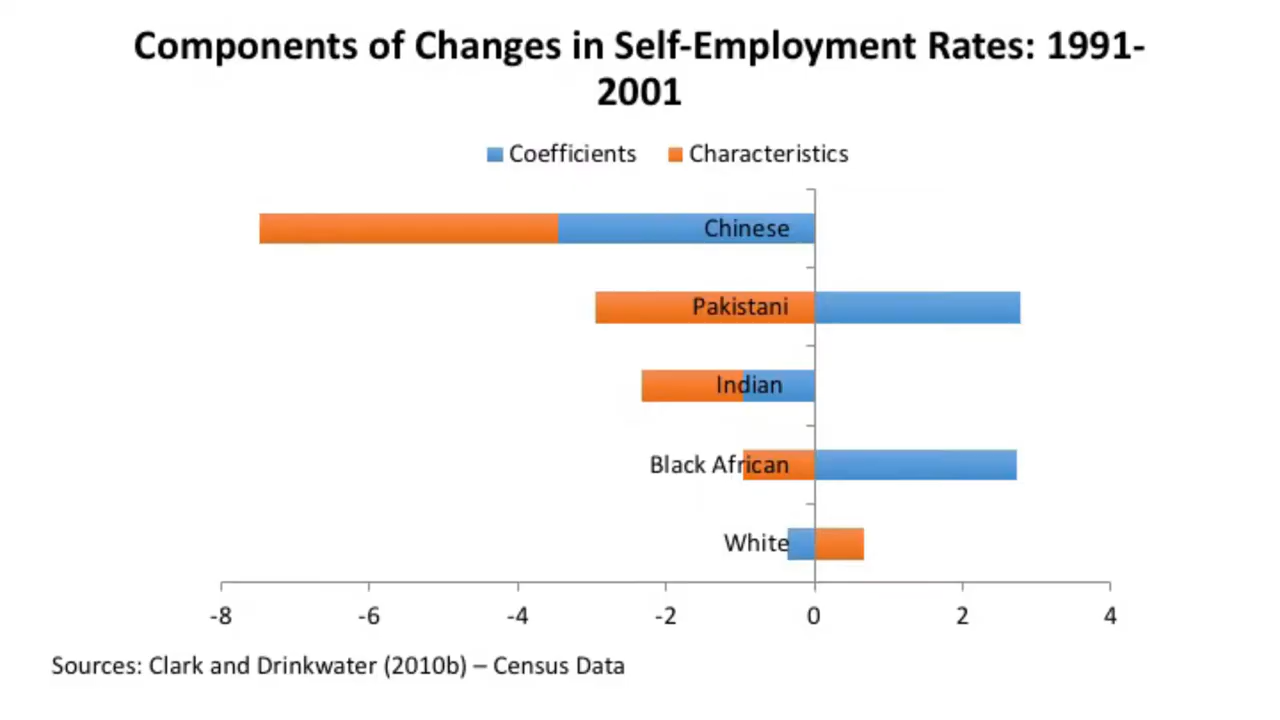 Components of Changes in Self-Employment Rates: 1991-
2001
Coefficients Characteristics
Chinese
Pakistani
Indian
Black African
White
-8 -6 -4 -2 0 2 4
Sources: Clark and Drinkwater (2010b) – Census Data